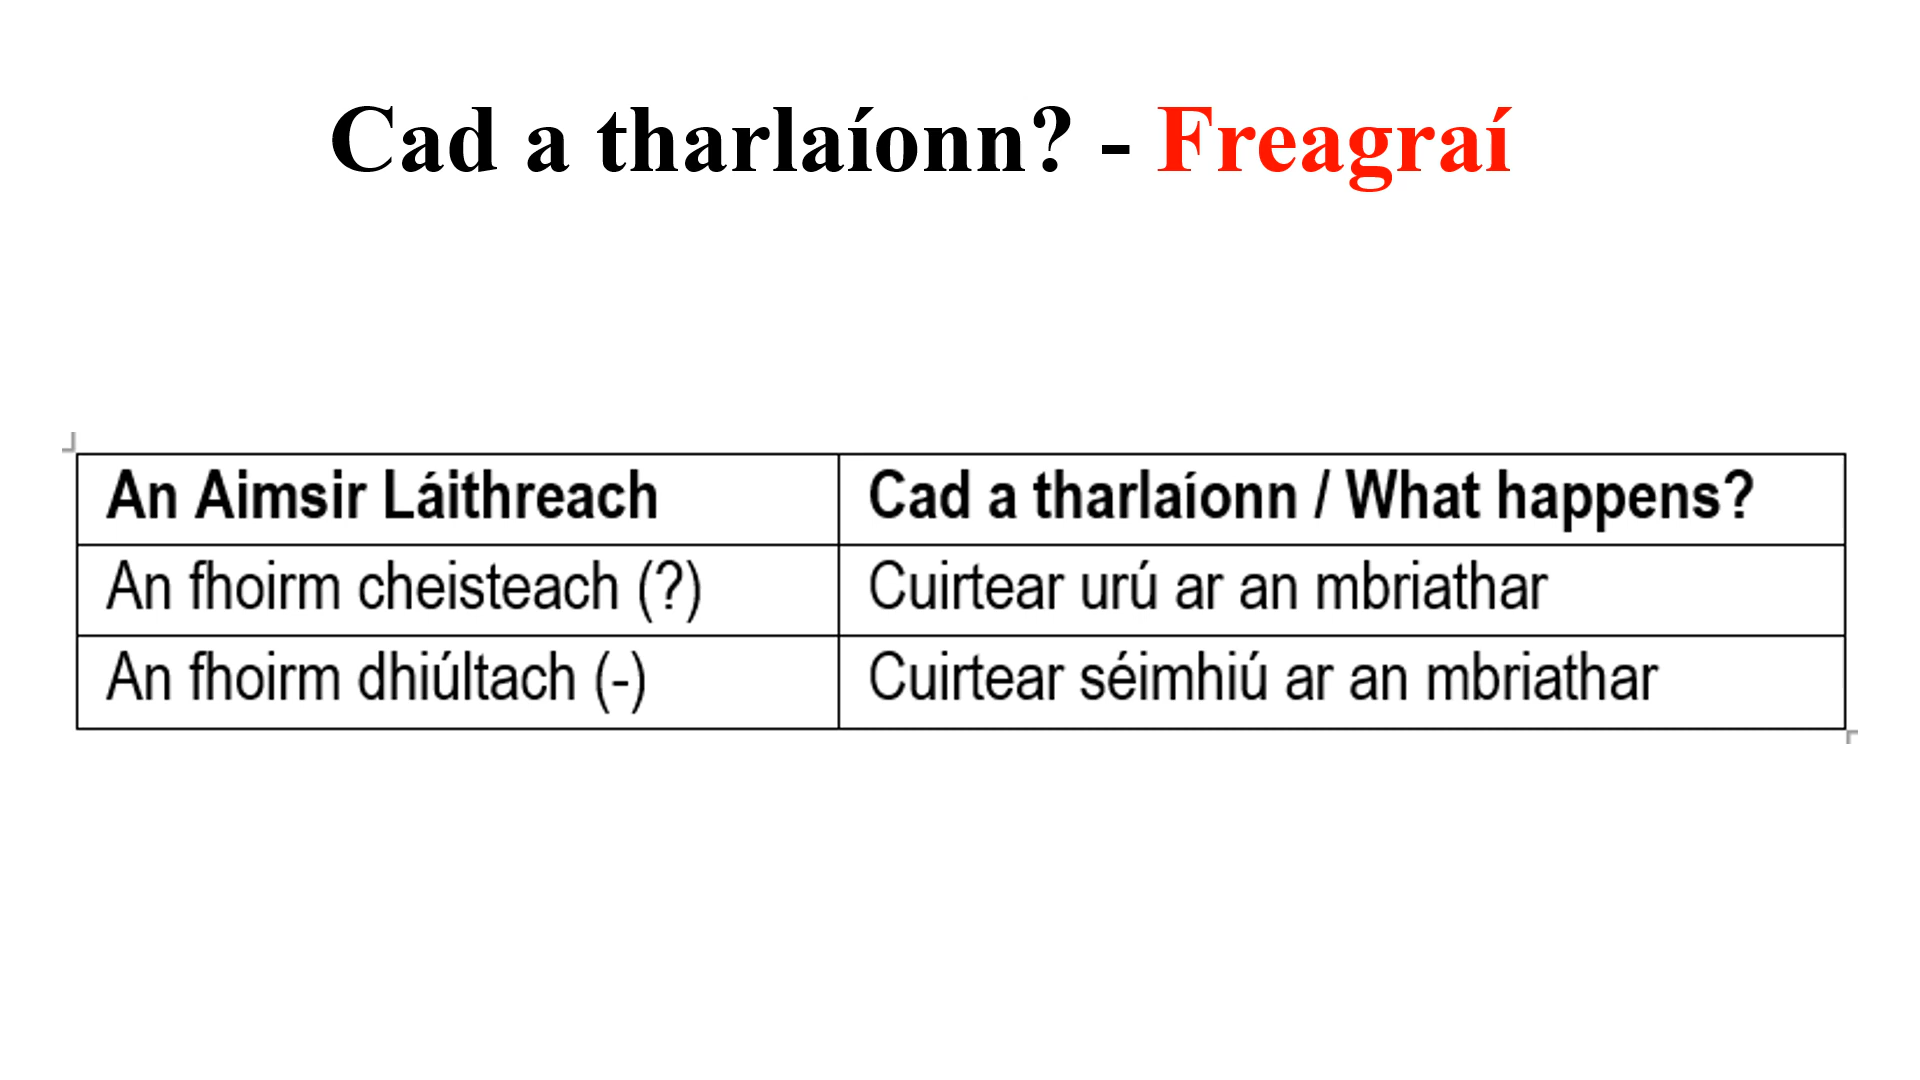 Cad a tharlaíonn? - Freagraí
An Aimsir Láithreach
Cad a tharlaíonn / What happens?
An fhoirm cheisteach (?)
Cuirtear urú ar an mbriathar
An fhoirm dhiúltach (-)
Cuirtear séimhiú ar an mbriathar